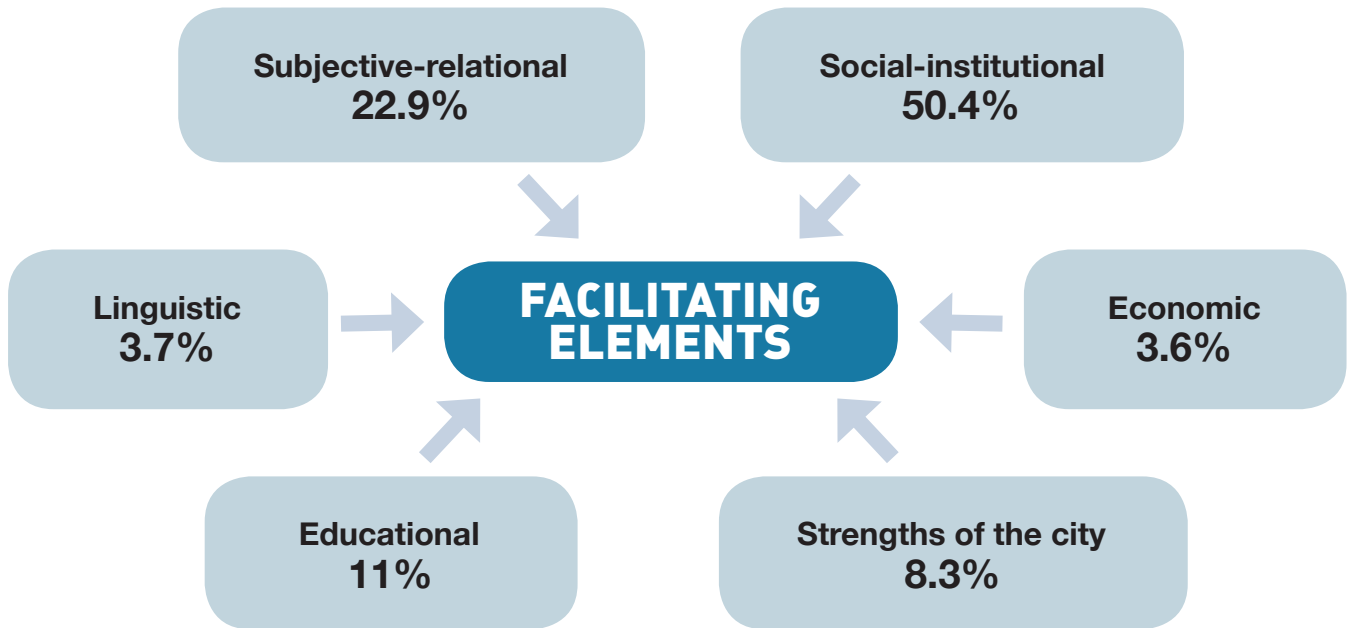 Subjective-relational
22.9%
Social-institutional
50.4%
Linguistic
3.7%
FACILITATING
ELEMENTS
Economic
3.6%
Educational
11%
Strengths of the city
8.3%